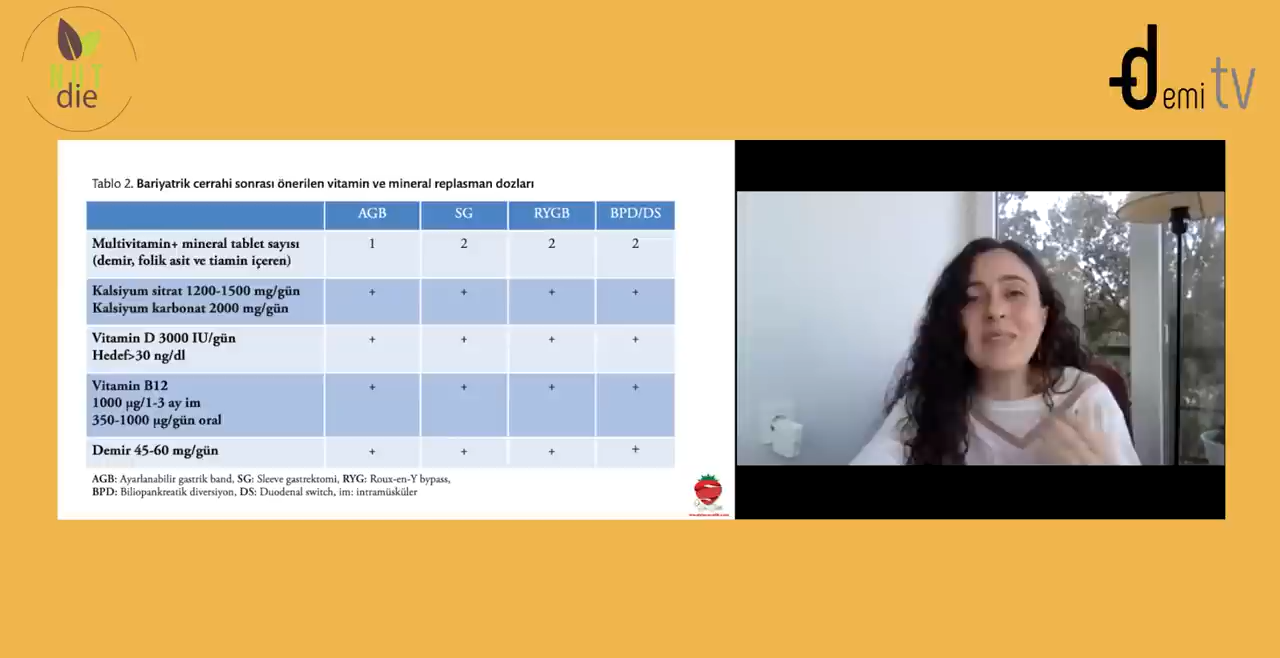 NUT
die
demi tv
Tablo 2. Bariyatrik cerrahi sonrası önerilen vitamin ve mineral replasman dozları
AGB SG RYGB BPD/DS
Multivitamin+ mineral tablet sayısı 1 2 2 2
(demir, folik asit ve tiamin içeren)
Kalsiyum sitrat 1200-1500 mg/gün + + + +
Kalsiyum karbonat 2000 mg/gün
Vitamin D 3000 IU/gün + + + +
Hedef>30 ng/dl
Vitamin B12 + + + +
1000 µg/1-3 ay im
350-1000 µg/gün oral
Demir 45-60 mg/gün + + + +
AGB: Ayarlanabilir gastrik band, SG: Sleeve gastrektomi, RYG: Roux-en-Y bypass,
BPD: Biliopankreatik diversiyon, DS: Duodenal switch, im: intramüsküler